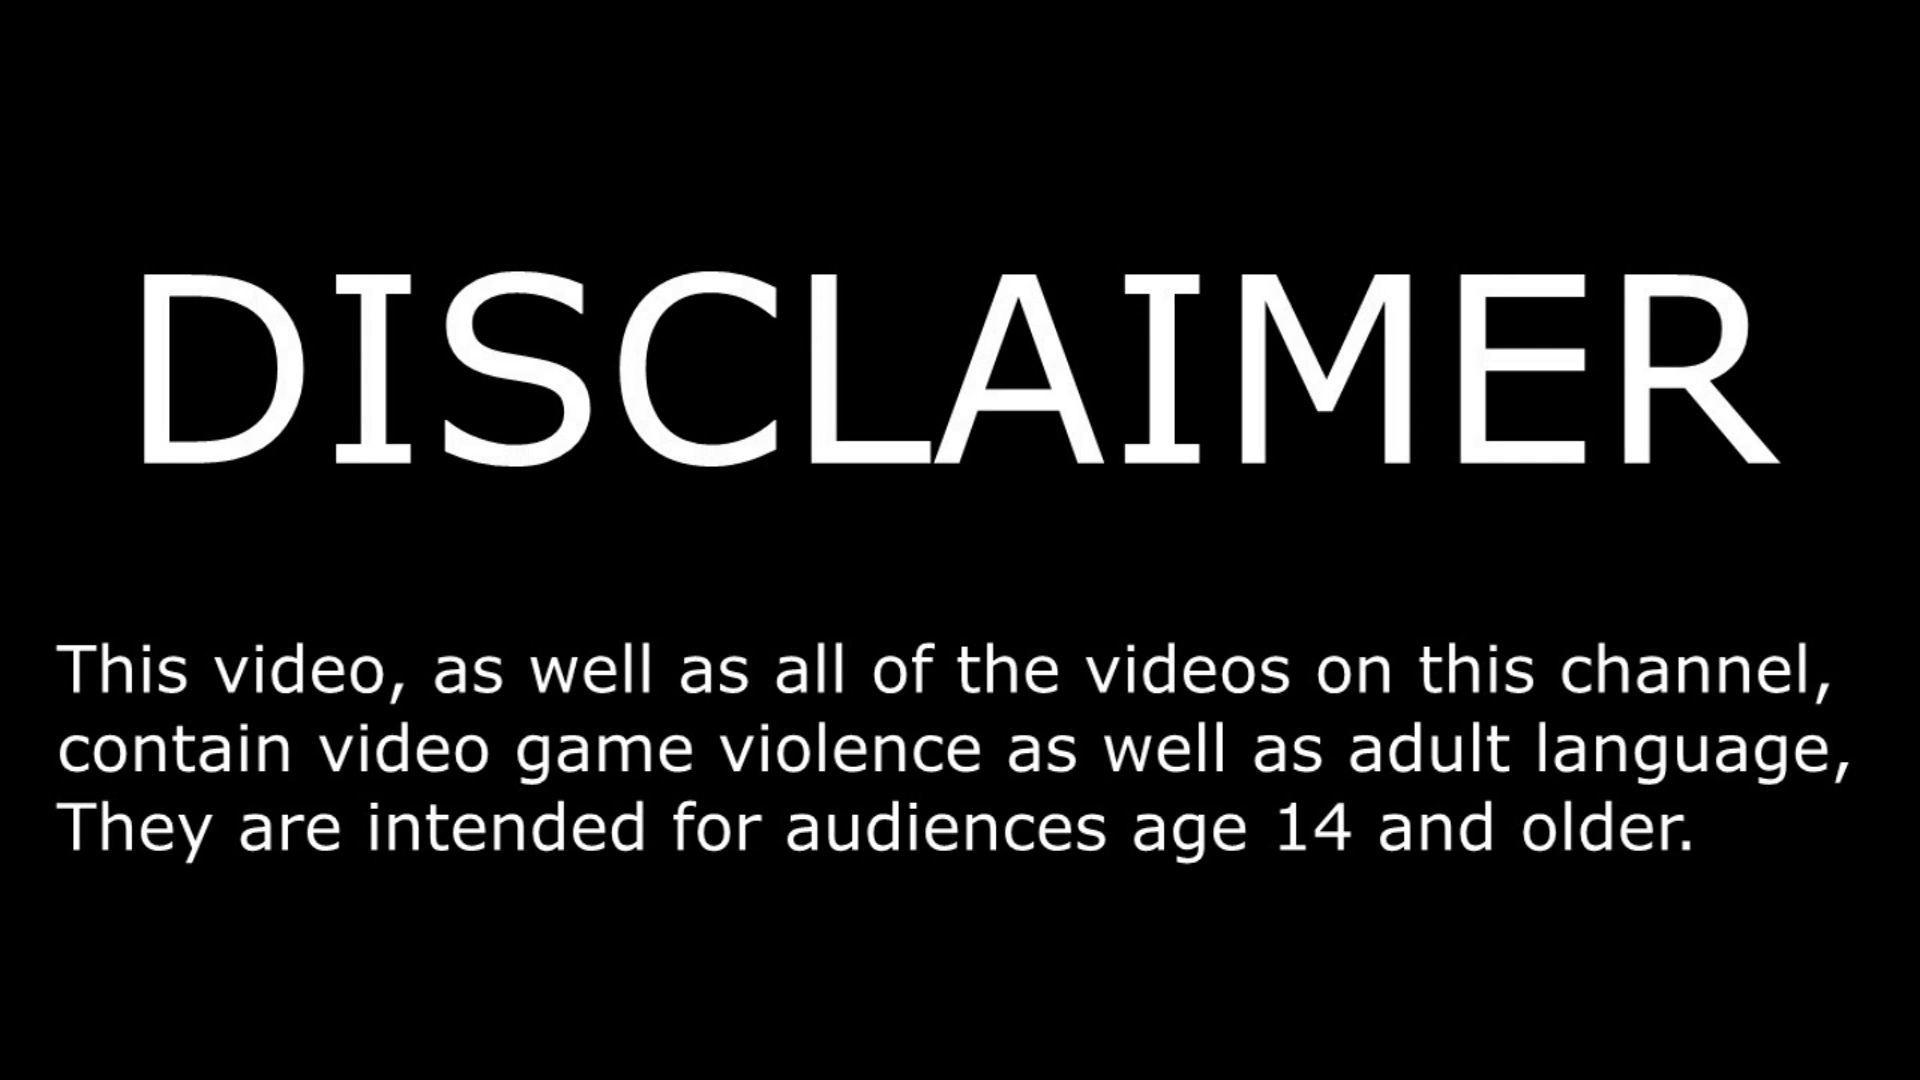 DISCLAIMER
This video, as well as all of the videos on this channel,
contain video game violence as well as adult language,
They are intended for audiences age 14 and older.